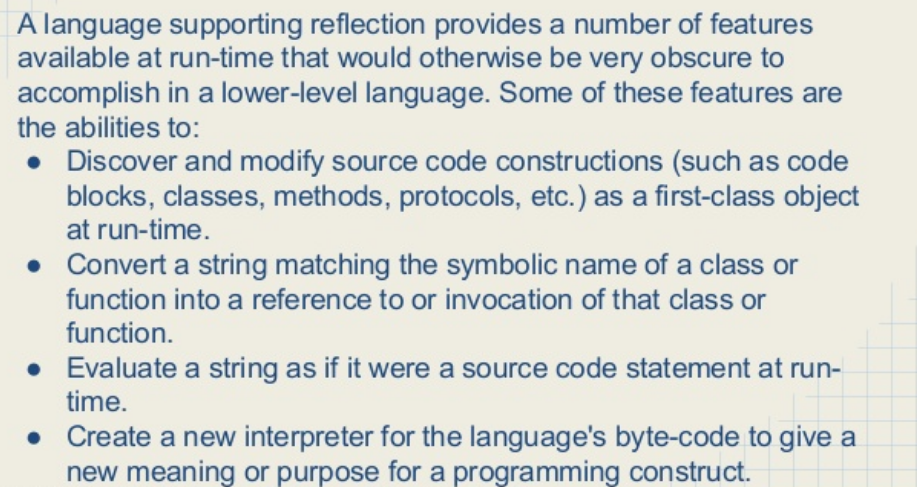 A language supporting reflection provides a number of features
available at run-time that would otherwise be very obscure to
accomplish in a lower-level language. Some of these features are
the abilities to:
● Discover and modify source code constructions (such as code
blocks, classes, methods, protocols, etc.) as a first-class object
at run-time.
● Convert a string matching the symbolic name of a class or
function into a reference to or invocation of that class or
function.
● Evaluate a string as if it were a source code statement at run-
time.
● Create a new interpreter for the language's byte-code to give a
new meaning or purpose for a programming construct.